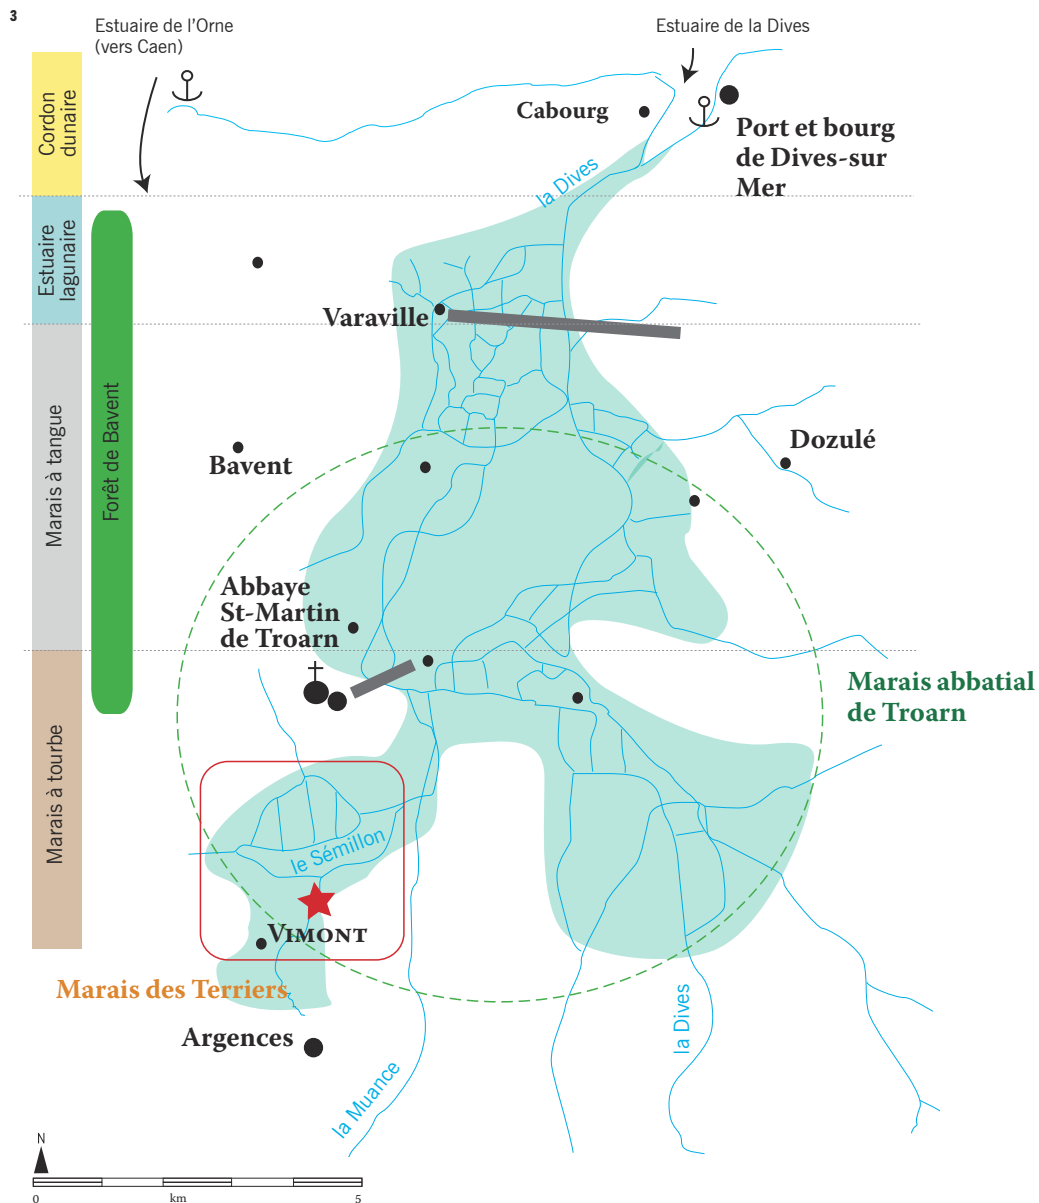 3
Estuaire de l’Orne
(vers Caen)
Estuaire de la Dives
Cordon
dunaire
Cabourg
Port et bourg
de Dives-sur
Mer
la Dives
Estuaire
lagunaire
Varaville
Marais à tangue
Forêt de Bavent
Bavent
Dozulé
Abbaye
St-Martin
de Troarn
Marais abbatial
de Troarn
Marais à tourbe
le Sémillon
VIMONT
Marais des Terriers
Argences
la Dives
la Muance
N
0
km
5